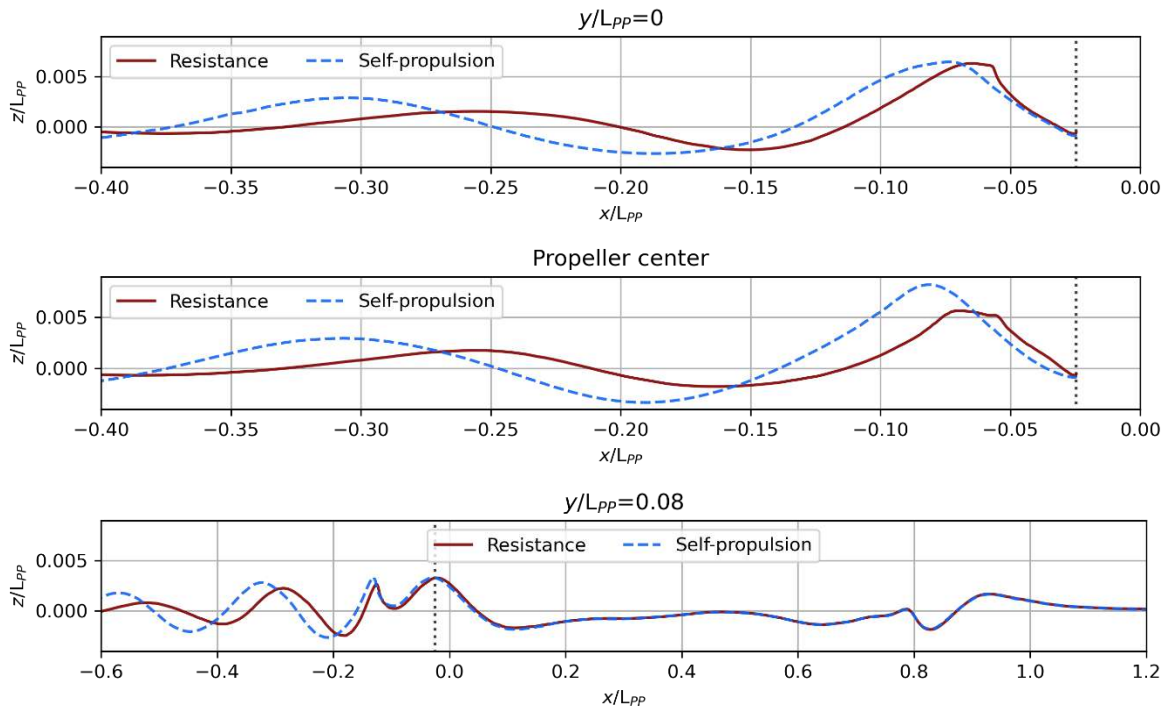 y/L_PP=0
Resistance
Self-propulsion
z/L_PP
0.005
0.000
−0.40 −0.35 −0.30 −0.25 −0.20 −0.15 −0.10 −0.05 0.00
x/L_PP
Propeller center
Resistance
Self-propulsion
z/L_PP
0.005
0.000
−0.40 −0.35 −0.30 −0.25 −0.20 −0.15 −0.10 −0.05 0.00
x/L_PP
y/L_PP=0.08
Resistance
Self-propulsion
z/L_PP
0.005
0.000
−0.6 −0.4 −0.2 0.0 0.2 0.4 0.6 0.8 1.0 1.2
x/L_PP